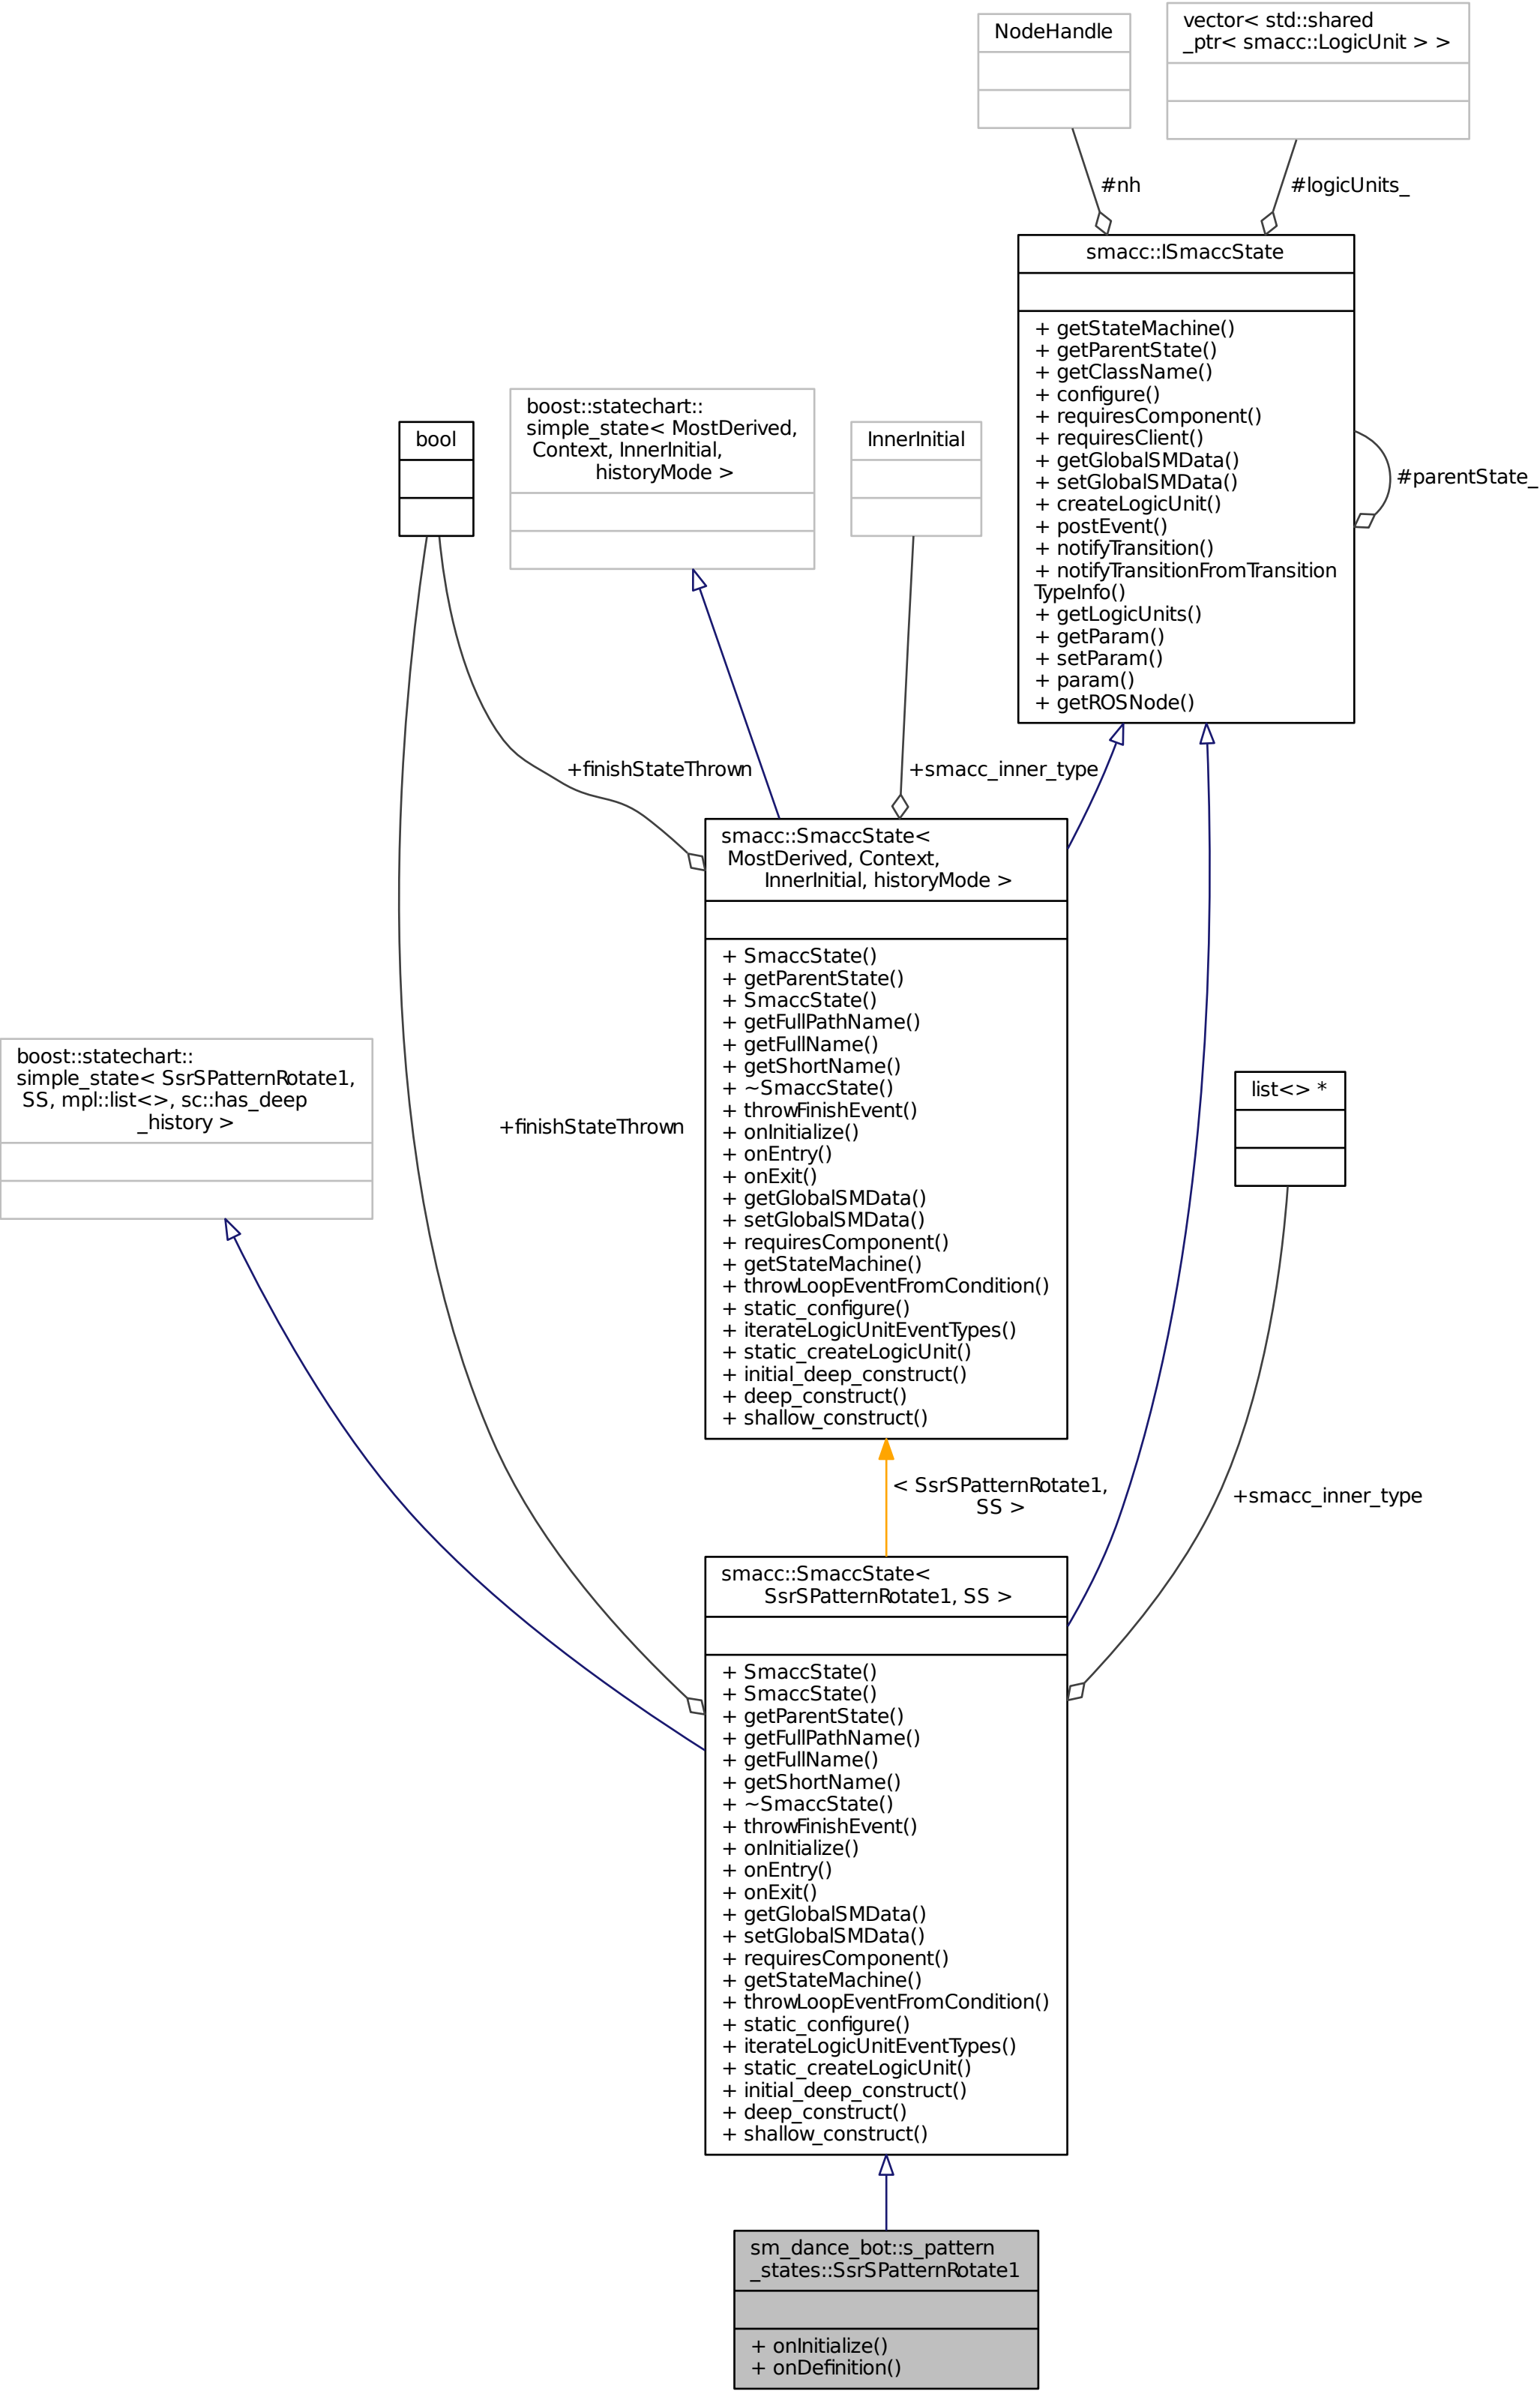 NodeHandle
vector< std::shared
_ptr< smacc::LogicUnit > >
#nh
#logicUnits_
smacc::ISmaccState
+ getStateMachine()
+ getParentState()
+ getClassName()
+ configure()
+ requiresComponent()
+ requiresClient()
+ getGlobalSMData()
+ setGlobalSMData()
+ createLogicUnit()
+ postEvent()
+ notifyTransition()
+ notifyTransitionFromTransition
TypeInfo()
+ getLogicUnits()
+ getParam()
+ setParam()
+ param()
+ getROSNode()
#parentState_
bool
boost::statechart::
simple_state< MostDerived,
Context, InnerInitial,
historyMode >
InnerInitial
+finishStateThrown
+smacc_inner_type
smacc::SmaccState<
MostDerived, Context,
InnerInitial, historyMode >
+ SmaccState()
+ getParentState()
+ SmaccState()
+ getFullPathName()
+ getFullName()
+ getShortName()
+ ~SmaccState()
+ throwFinishEvent()
+ onInitialize()
+ onEntry()
+ onExit()
+ getGlobalSMData()
+ setGlobalSMData()
+ requiresComponent()
+ getStateMachine()
+ throwLoopEventFromCondition()
+ static_configure()
+ iterateLogicUnitEventTypes()
+ static_createLogicUnit()
+ initial_deep_construct()
+ deep_construct()
+ shallow_construct()
boost::statechart::
simple_state< SsrSPatternRotate1,
SS, mpl::list<>, sc::has_deep
_history >
+finishStateThrown
list<> *
< SsrSPatternRotate1,
SS >
+smacc_inner_type
smacc::SmaccState<
SsrSPatternRotate1, SS >
+ SmaccState()
+ SmaccState()
+ getParentState()
+ getFullPathName()
+ getFullName()
+ getShortName()
+ ~SmaccState()
+ throwFinishEvent()
+ onInitialize()
+ onEntry()
+ onExit()
+ getGlobalSMData()
+ setGlobalSMData()
+ requiresComponent()
+ getStateMachine()
+ throwLoopEventFromCondition()
+ static_configure()
+ iterateLogicUnitEventTypes()
+ static_createLogicUnit()
+ initial_deep_construct()
+ deep_construct()
+ shallow_construct()
sm_dance_bot::s_pattern
_states::SsrSPatternRotate1
+ onInitialize()
+ onDefinition()